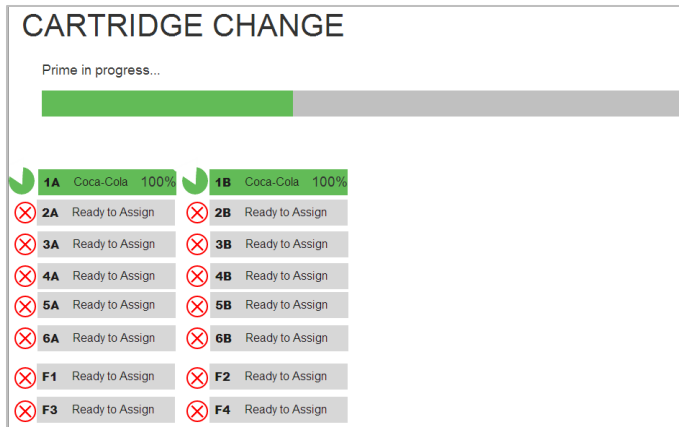 CARTRIDGE CHANGE
Prime in progress...
1A Coca-Cola 100% 1B Coca-Cola 100%
2A Ready to Assign 2B Ready to Assign
3A Ready to Assign 3B Ready to Assign
4A Ready to Assign 4B Ready to Assign
5A Ready to Assign 5B Ready to Assign
6A Ready to Assign 6B Ready to Assign
F1 Ready to Assign F2 Ready to Assign
F3 Ready to Assign F4 Ready to Assign